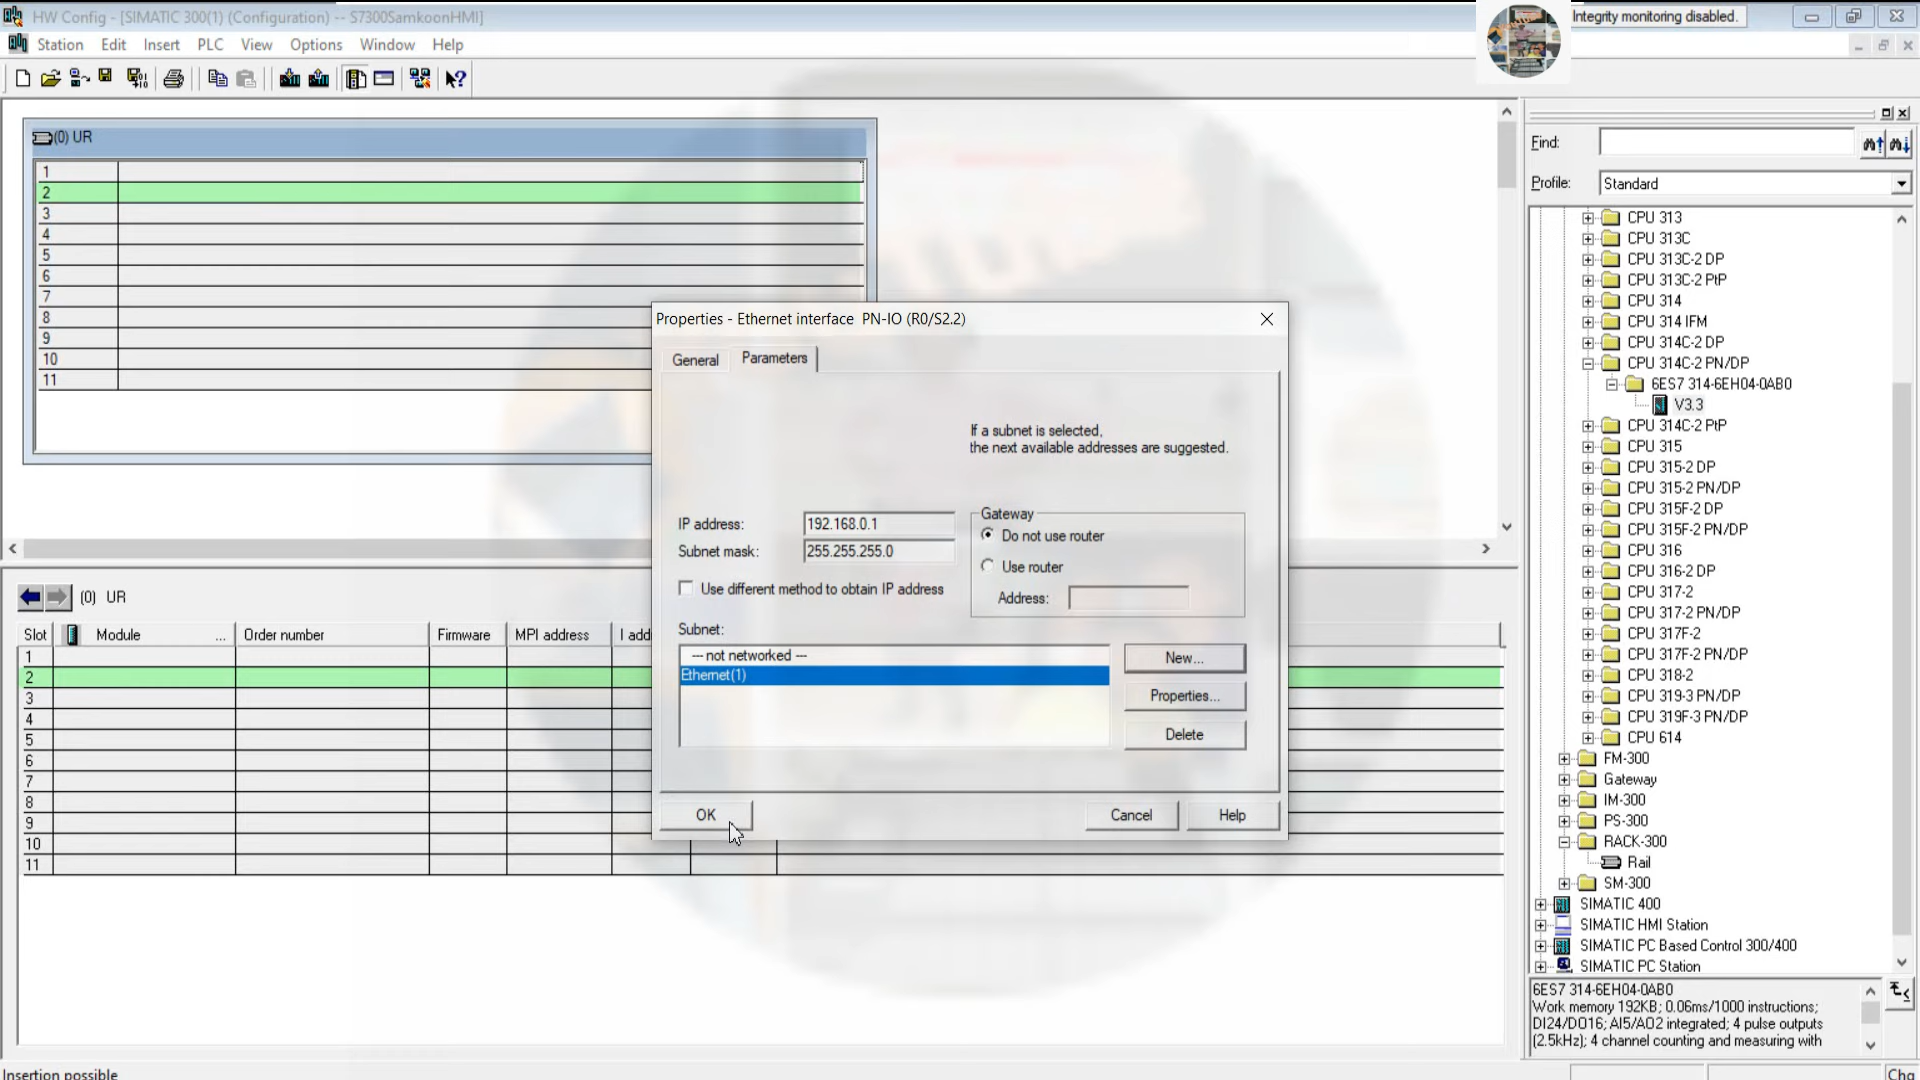 HW Config - [SIMATIC 300(1) (Configuration) -- S7300SamkoonHMI]
Integrity monitoring disabled.
Station Edit Insert PLC View Options Window Help
(0) UR
1
2
3
4
5
6
7
8
9
10
11
Find:
Profile: Standard
CPU 313
CPU 313C
CPU 313C-2 DP
CPU 313C-2 PtP
CPU 314
CPU 314 IFM
CPU 314C-2 DP
CPU 314C-2 PN/DP
6ES7 314-6EH04-0AB0
V3.3
CPU 314C-2 PtP
CPU 315
CPU 315-2 DP
CPU 315-2 PN/DP
CPU 315F-2 DP
CPU 315F-2 PN/DP
CPU 316
CPU 316-2 DP
CPU 317-2
CPU 317-2 PN/DP
CPU 317F-2
CPU 317F-2 PN/DP
CPU 318-2
CPU 319-3 PN/DP
CPU 319F-3 PN/DP
CPU 614
FM-300
Gateway
IM-300
PS-300
RACK-300
Rail
SM-300
SIMATIC 400
SIMATIC HMI Station
SIMATIC PC Based Control 300/400
SIMATIC PC Station
6ES7 314-6EH04-0AB0
Work memory 192KB; 0.06ms/1000 instructions;
DI24/DO16; AI5/AO2 integrated; 4 pulse outputs
(2.5kHz); 4 channel counting and measuring with
Properties - Ethernet interface PN-IO (R0/S2.2)
General Parameters
If a subnet is selected,
the next available addresses are suggested.
IP address: 192.168.0.1
Subnet mask: 255.255.255.0
Use different method to obtain IP address
Gateway
Do not use router
Use router
Address:
Subnet:
--- not networked ---
Ethernet(1)
New...
Properties...
Delete
OK Cancel Help
(0) UR
Slot Module ... Order number Firmware MPI address I add
1
2
3
4
5
6
7
8
9
10
11
Insertion possible
Chg